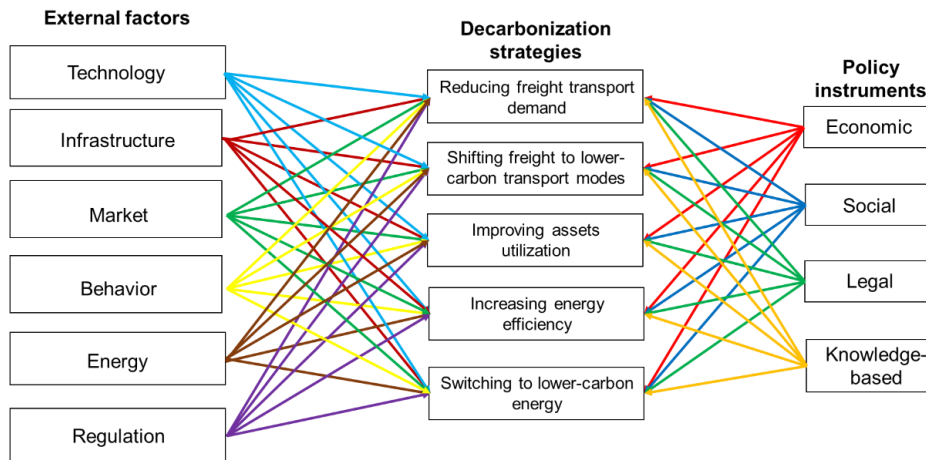 External factors
Technology
Infrastructure
Market
Behavior
Energy
Regulation
Decarbonization
strategies
Reducing freight transport
demand
Shifting freight to lower-
carbon transport modes
Improving assets
utilization
Increasing energy
efficiency
Switching to lower-carbon
energy
Policy
instruments
Economic
Social
Legal
Knowledge-
based